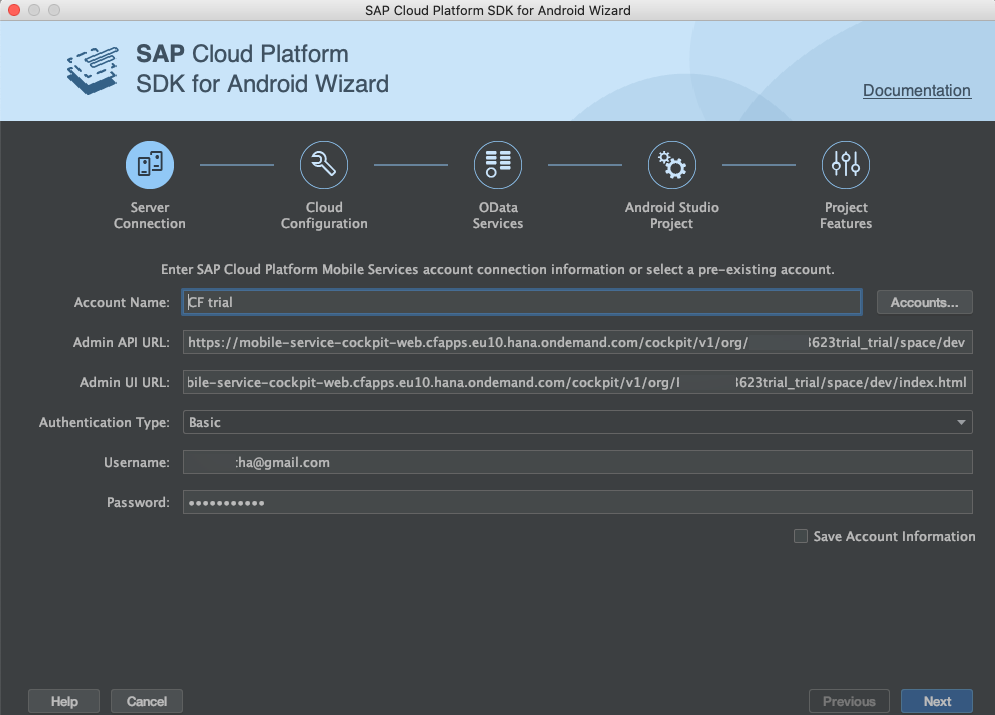 SAP Cloud Platform SDK for Android Wizard
SAP Cloud Platform
SDK for Android Wizard
Documentation
Server
Connection
Cloud
Configuration
OData
Services
Android Studio
Project
Project
Features
Enter SAP Cloud Platform Mobile Services account connection information or select a pre-existing account.
Account Name: CF trial Accounts...
Admin API URL: https://mobile-service-cockpit-web.cfapps.eu10.hana.ondemand.com/cockpit/v1/org/ 3623trial_trial/space/dev
Admin UI URL: bile-service-cockpit-web.cfapps.eu10.hana.ondemand.com/cockpit/v1/org/ 3623trial_trial/space/dev/index.html
Authentication Type: Basic
Username: ha@gmail.com
Password: •••••••••••
Save Account Information
Help Cancel Previous Next